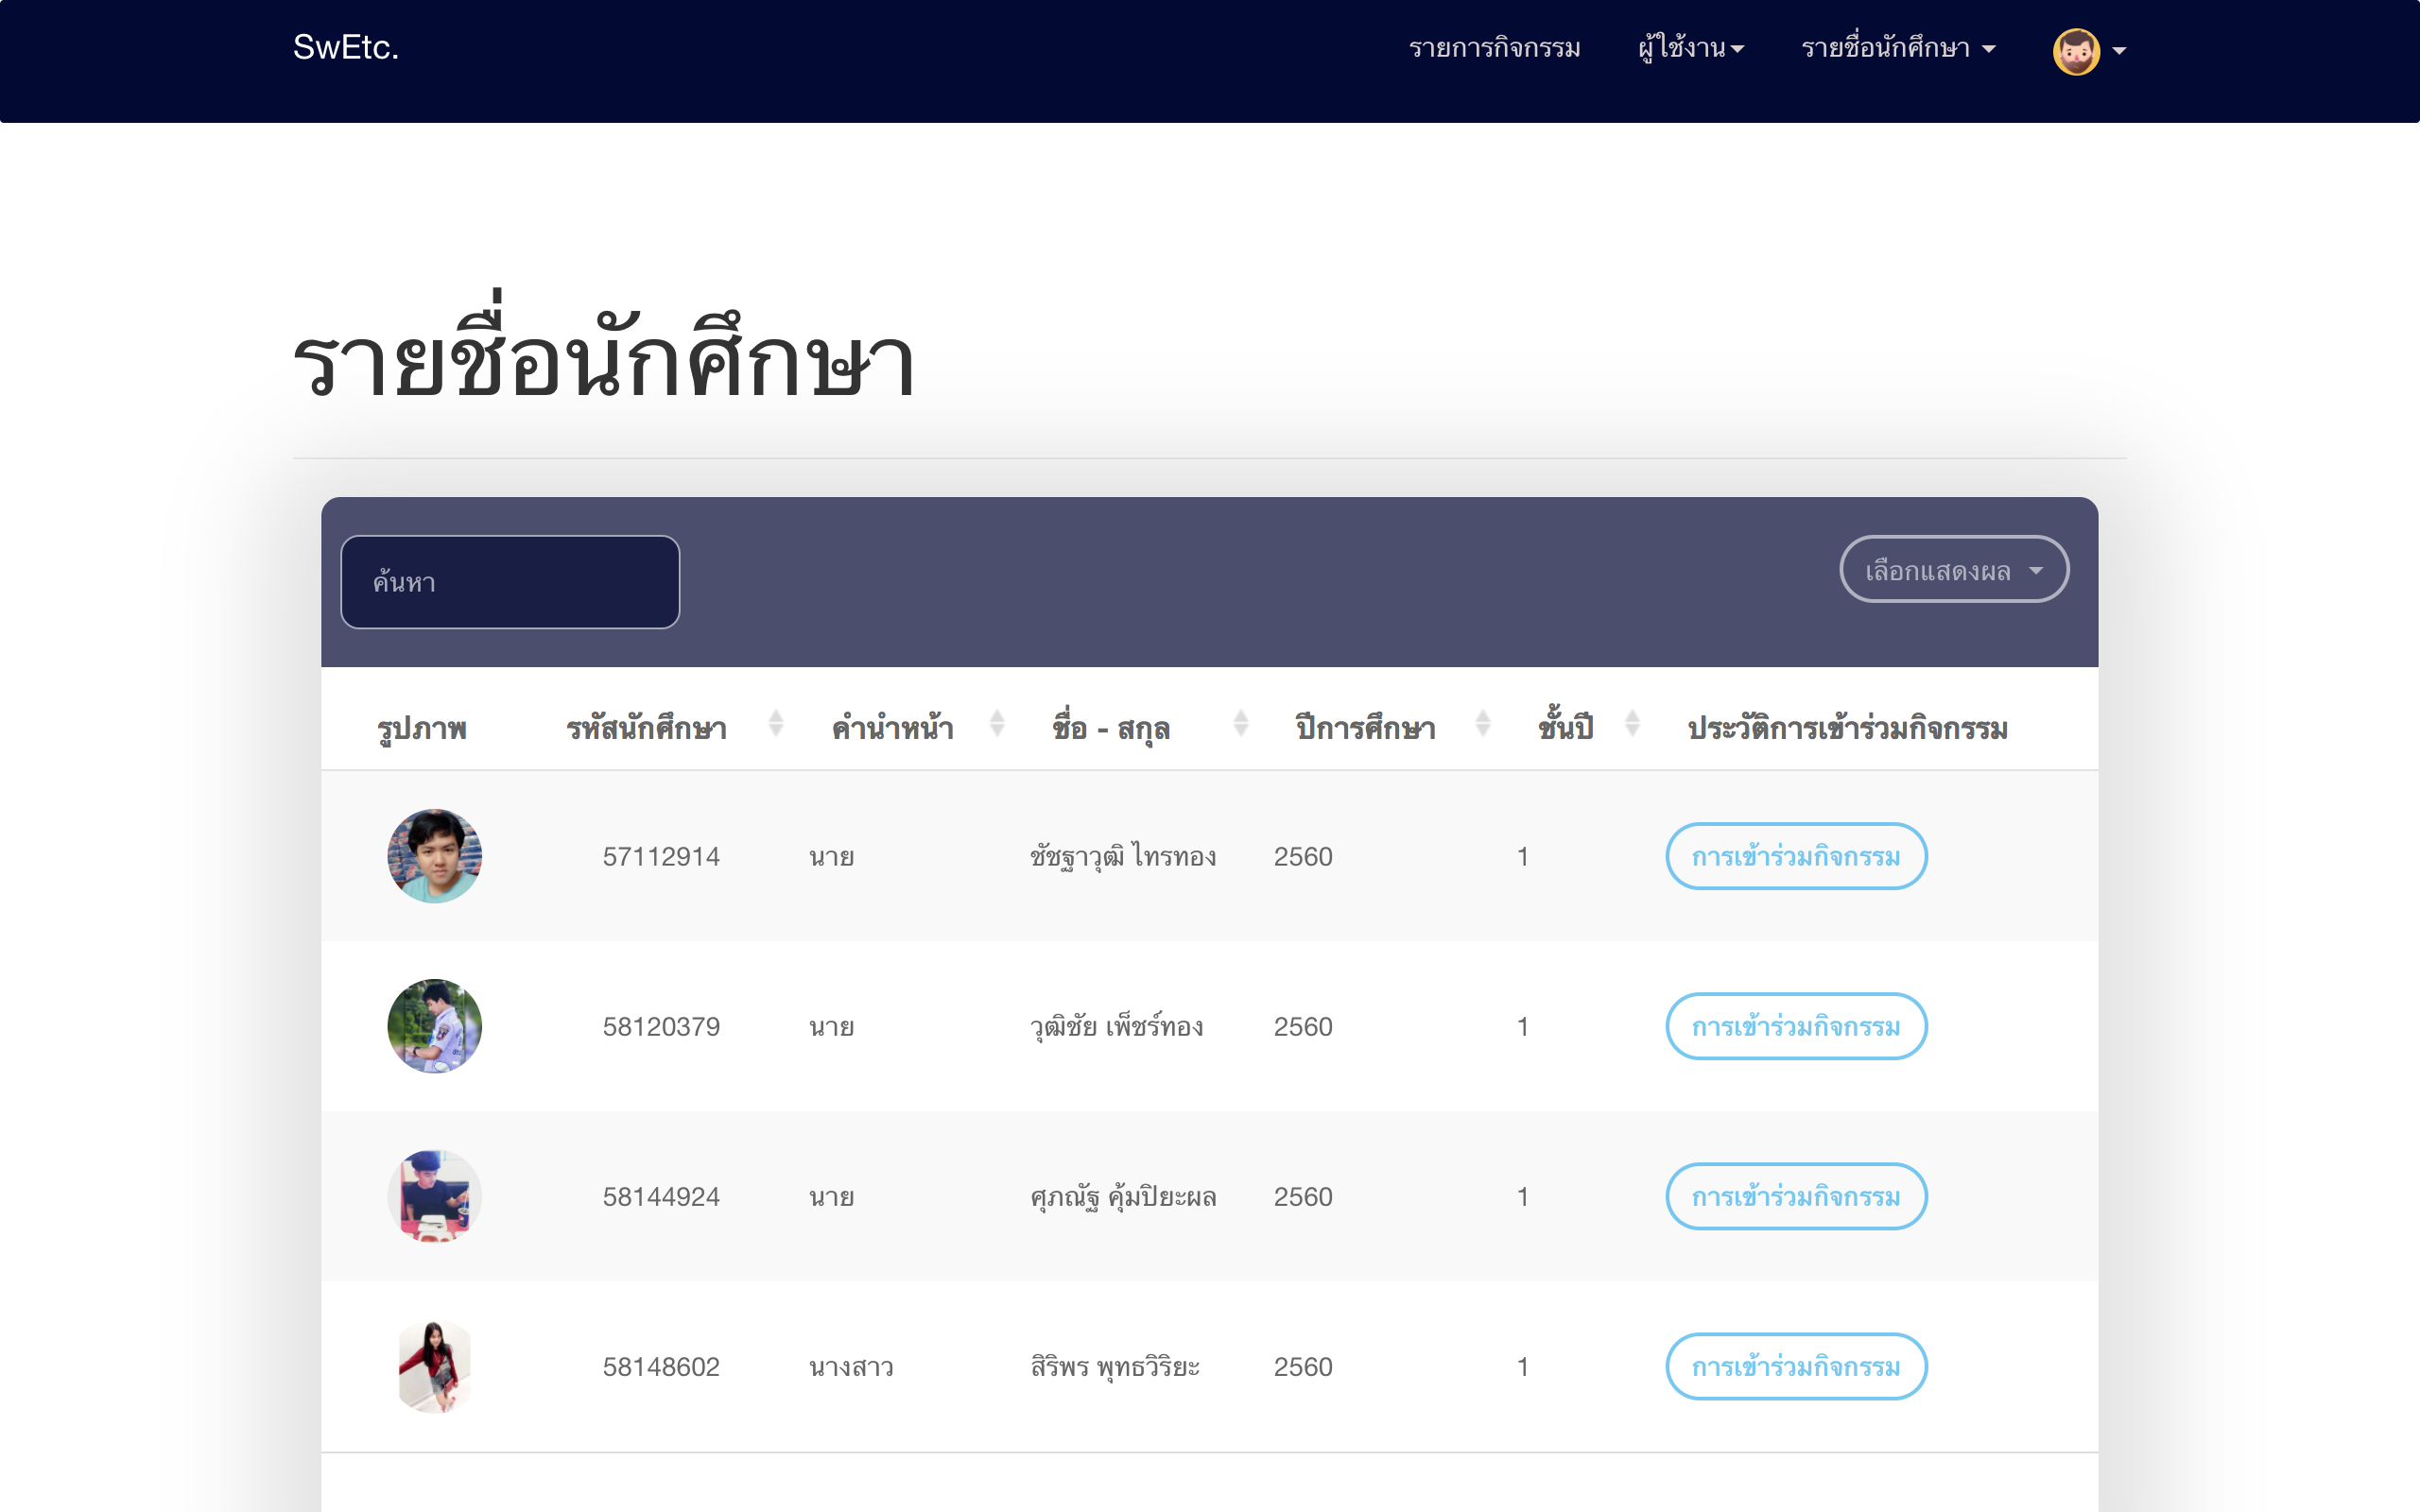 SwEtc.
รายการกิจกรรม ผู้ใช้งาน รายชื่อนักศึกษา
รายชื่อนักศึกษา
ค้นหา เลือกแสดงผล
รูปภาพ รหัสนักศึกษา คำนำหน้า ชื่อ - สกุล ปีการศึกษา ชั้นปี ประวัติการเข้าร่วมกิจกรรม
57112914 นาย ชัชฐาวุฒิ ไทรทอง 2560 1 การเข้าร่วมกิจกรรม
58120379 นาย วุฒิชัย เพ็ชร์ทอง 2560 1 การเข้าร่วมกิจกรรม
58144924 นาย ศุภณัฐ คุ้มปิยะผล 2560 1 การเข้าร่วมกิจกรรม
58148602 นางสาว สิริพร พุทธวิริยะ 2560 1 การเข้าร่วมกิจกรรม